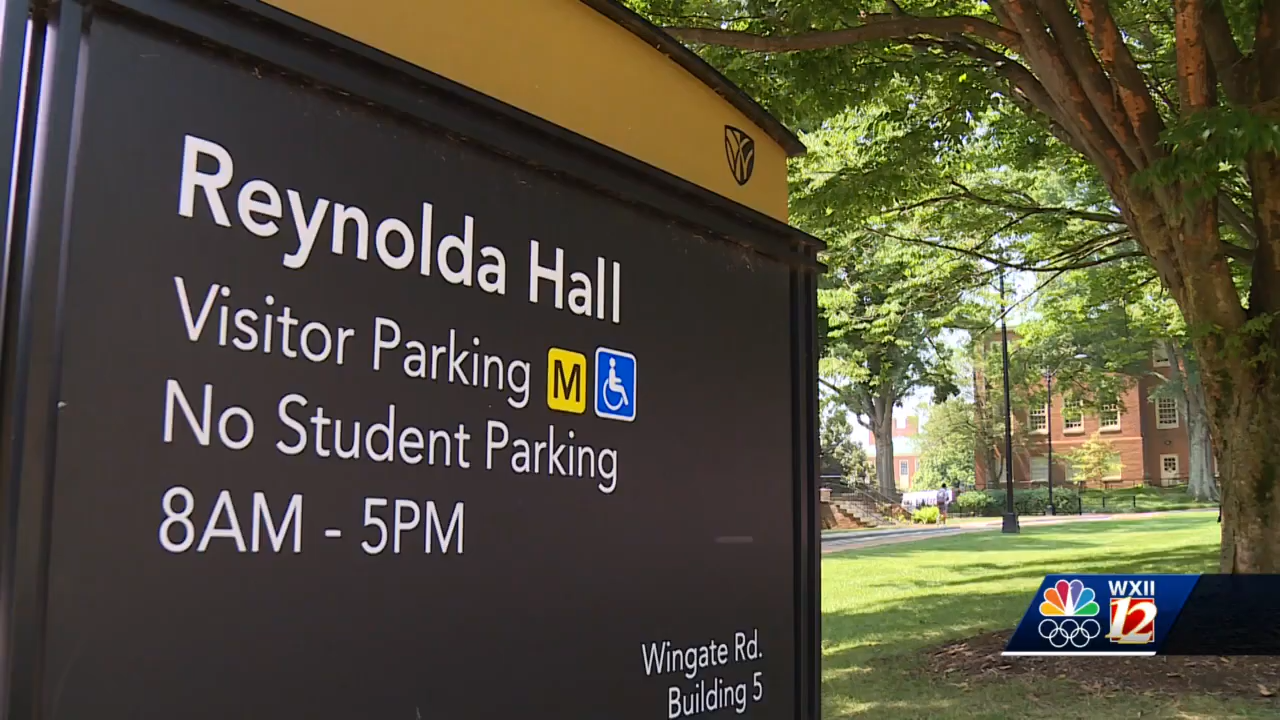 Reynolda Hall
Visitor Parking M
No Student Parking
8AM - 5PM
Wingate Rd.
Building 5
WXII
12